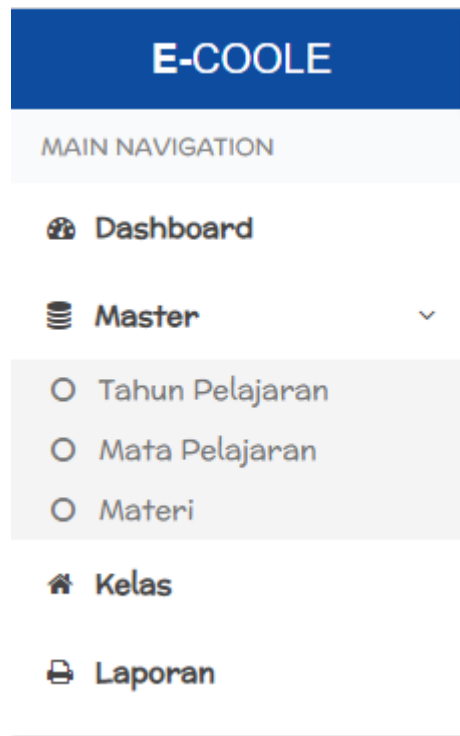 E-COOLE
MAIN NAVIGATION
Dashboard
Master
Tahun Pelajaran
Mata Pelajaran
Materi
Kelas
Laporan